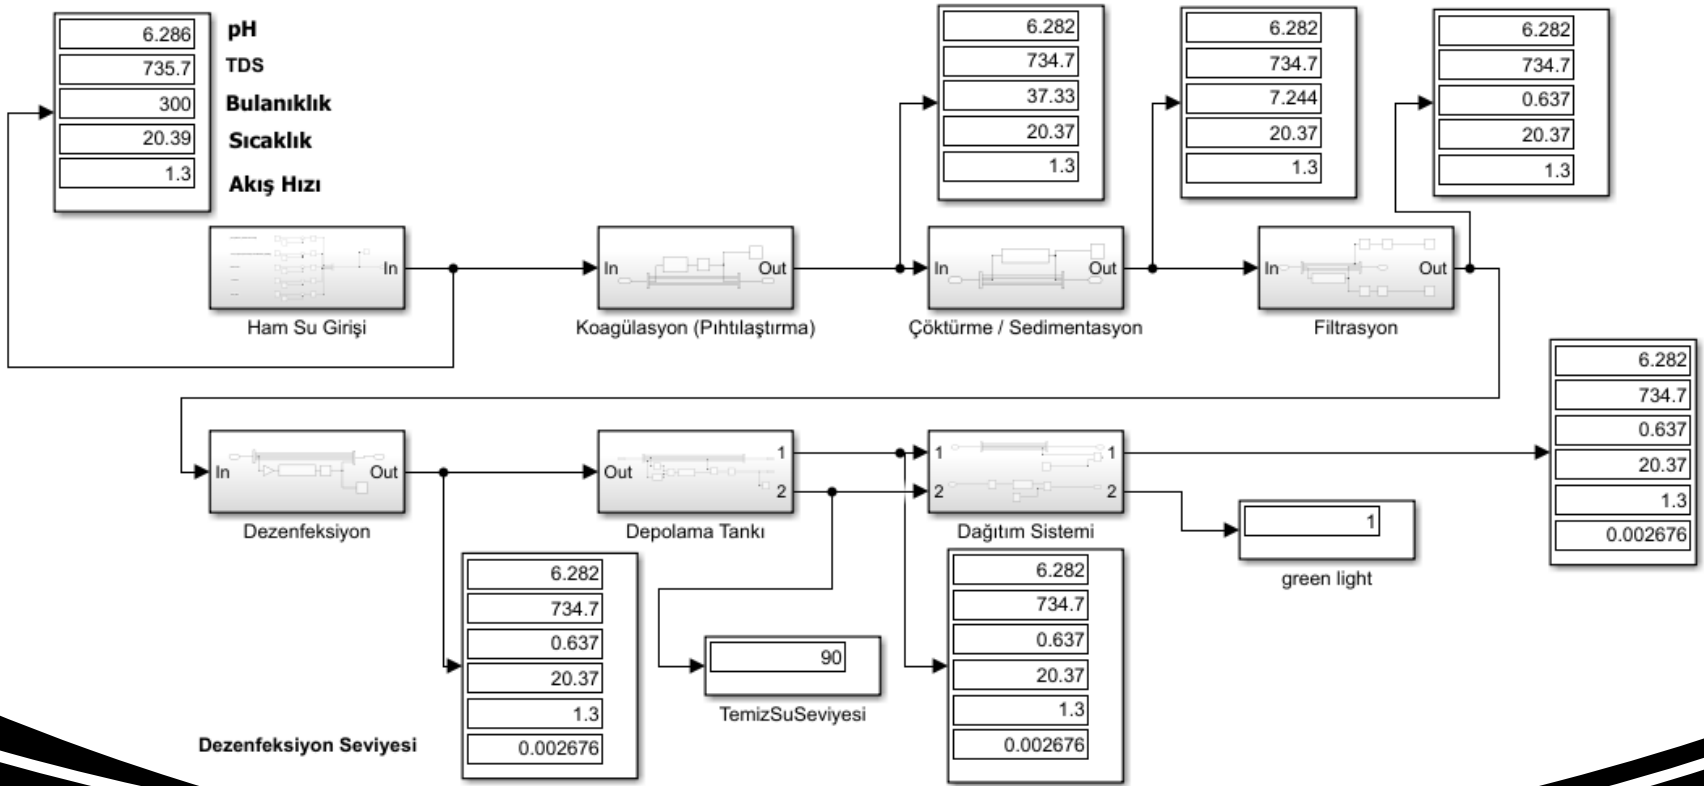 6.286
pH
735.7
TDS
300
Bulanıklık
20.39
Sıcaklık
1.3
Akış Hızı
6.282
734.7
37.33
20.37
1.3
6.282
734.7
7.244
20.37
1.3
6.282
734.7
0.637
20.37
1.3
In
Ham Su Girişi
In
Out
Koagülasyon (Pıhtılaştırma)
In
Out
Çöktürme / Sedimentasyon
In
Out
Filtrasyon
In
Out
Dezenfeksiyon
Out
1
2
Depolama Tankı
1
2
1
2
Dağıtım Sistemi
6.282
734.7
0.637
20.37
1.3
0.002676
1
green light
6.282
734.7
0.637
20.37
1.3
0.002676
Dezenfeksiyon Seviyesi
90
TemizSuSeviyesi
6.282
734.7
0.637
20.37
1.3
0.002676